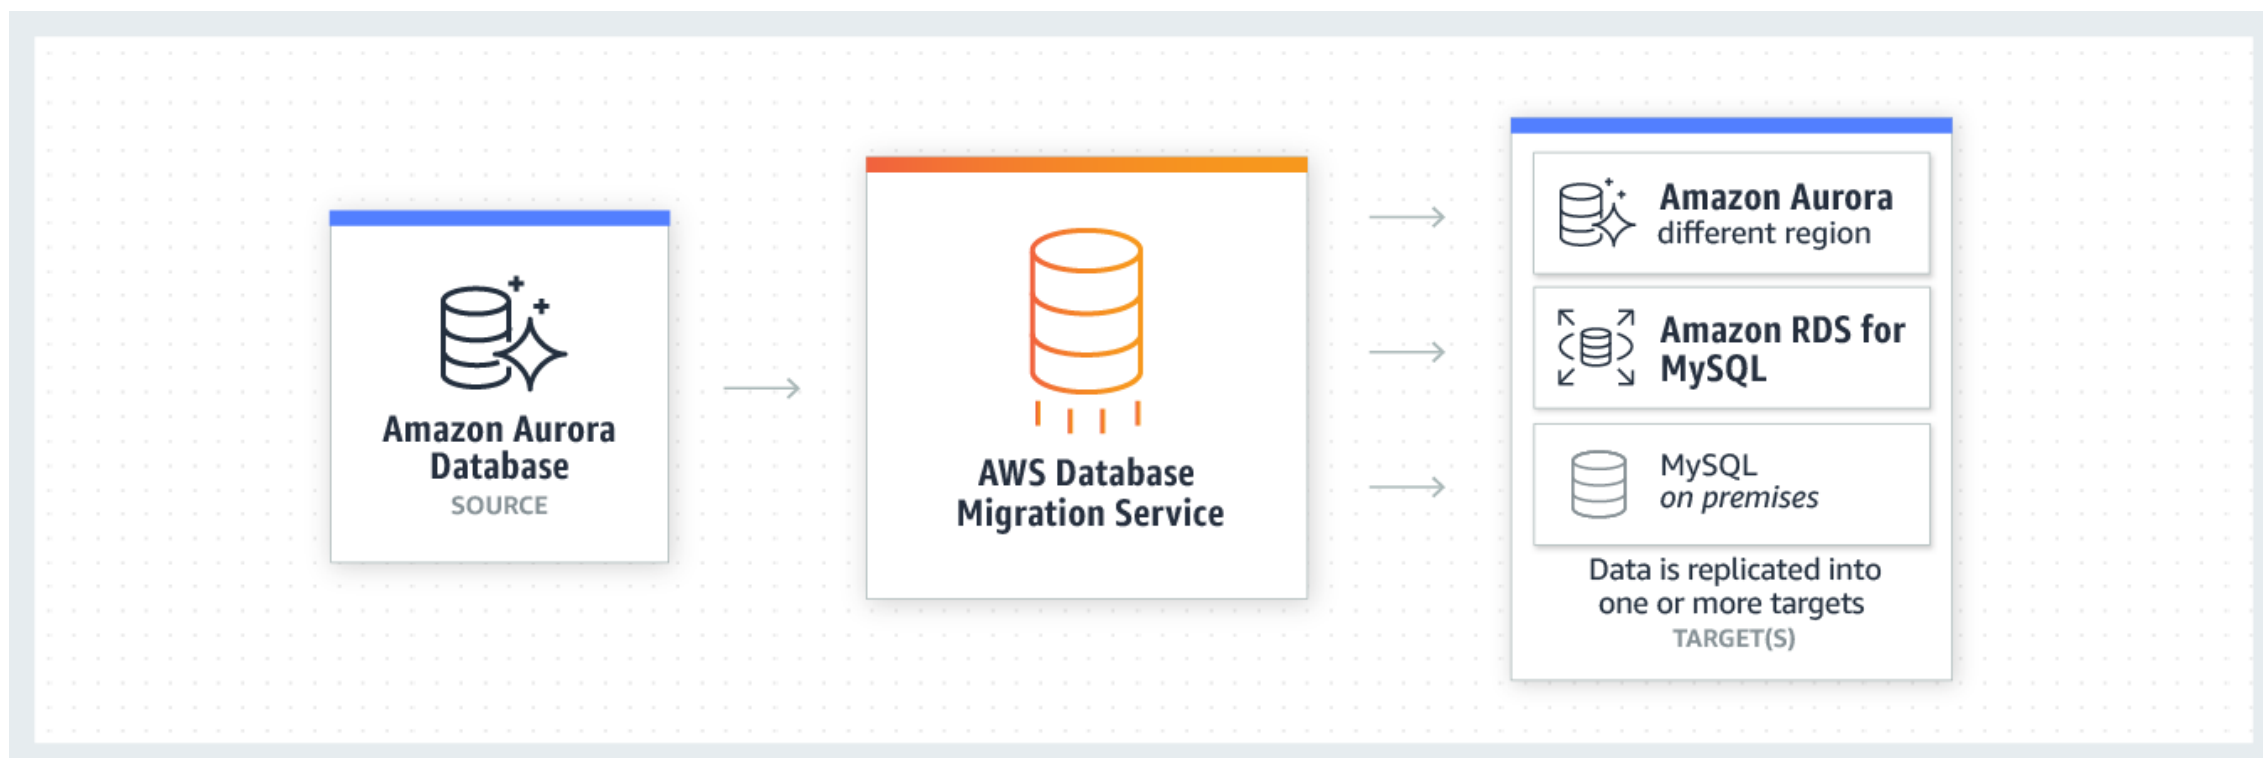 Amazon Aurora
Database
SOURCE
AWS Database
Migration Service
Amazon Aurora
different region
Amazon RDS for
MySQL
MySQL
on premises
Data is replicated into
one or more targets
TARGET(S)